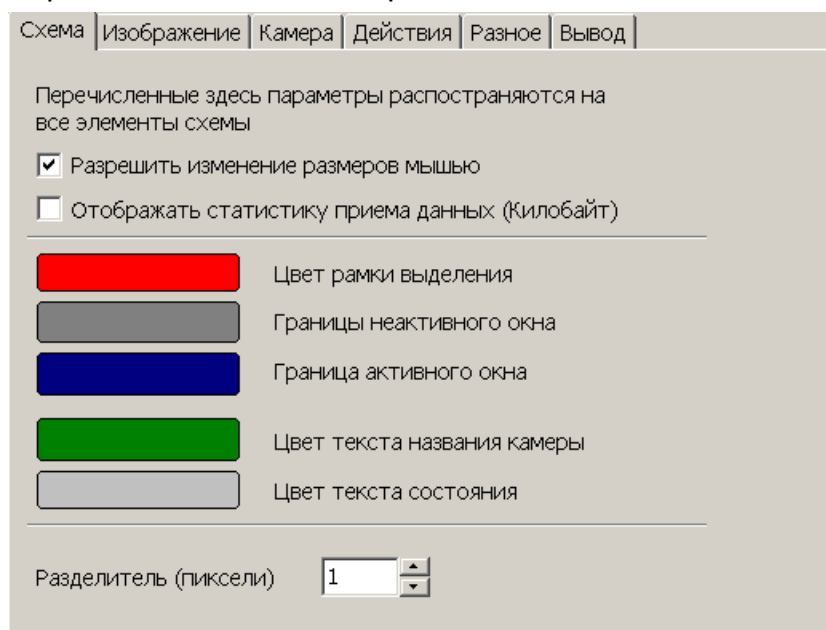 Схема Изображение Камера Действия Разное Вывод
Перечисленные здесь параметры распостраняются на
все элементы схемы
Разрешить изменение размеров мышью
Отображать статистику приема данных (Килобайт)
Цвет рамки выделения
Границы неактивного окна
Граница активного окна
Цвет текста названия камеры
Цвет текста состояния
Разделитель (пиксели) 1